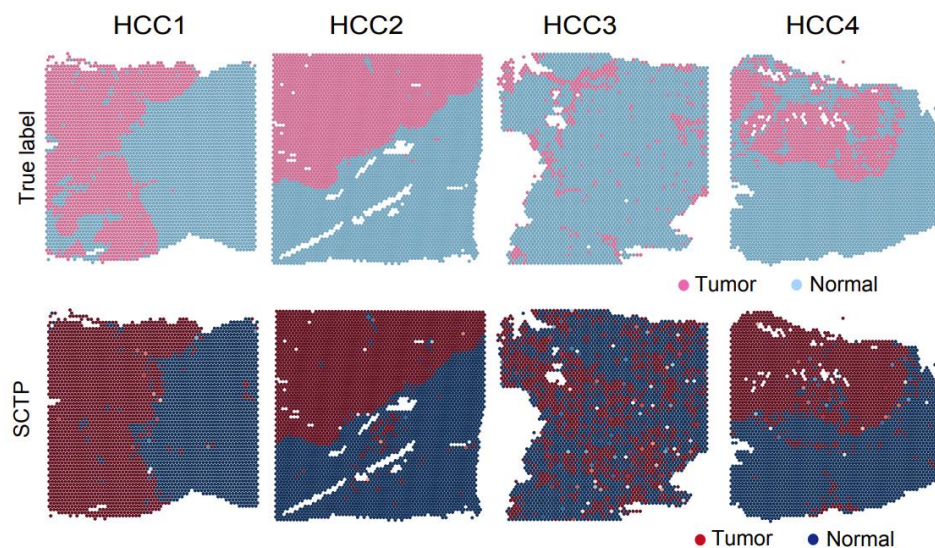 HCC1 HCC2 HCC3 HCC4
True label
Tumor Normal
SCTP
Tumor Normal